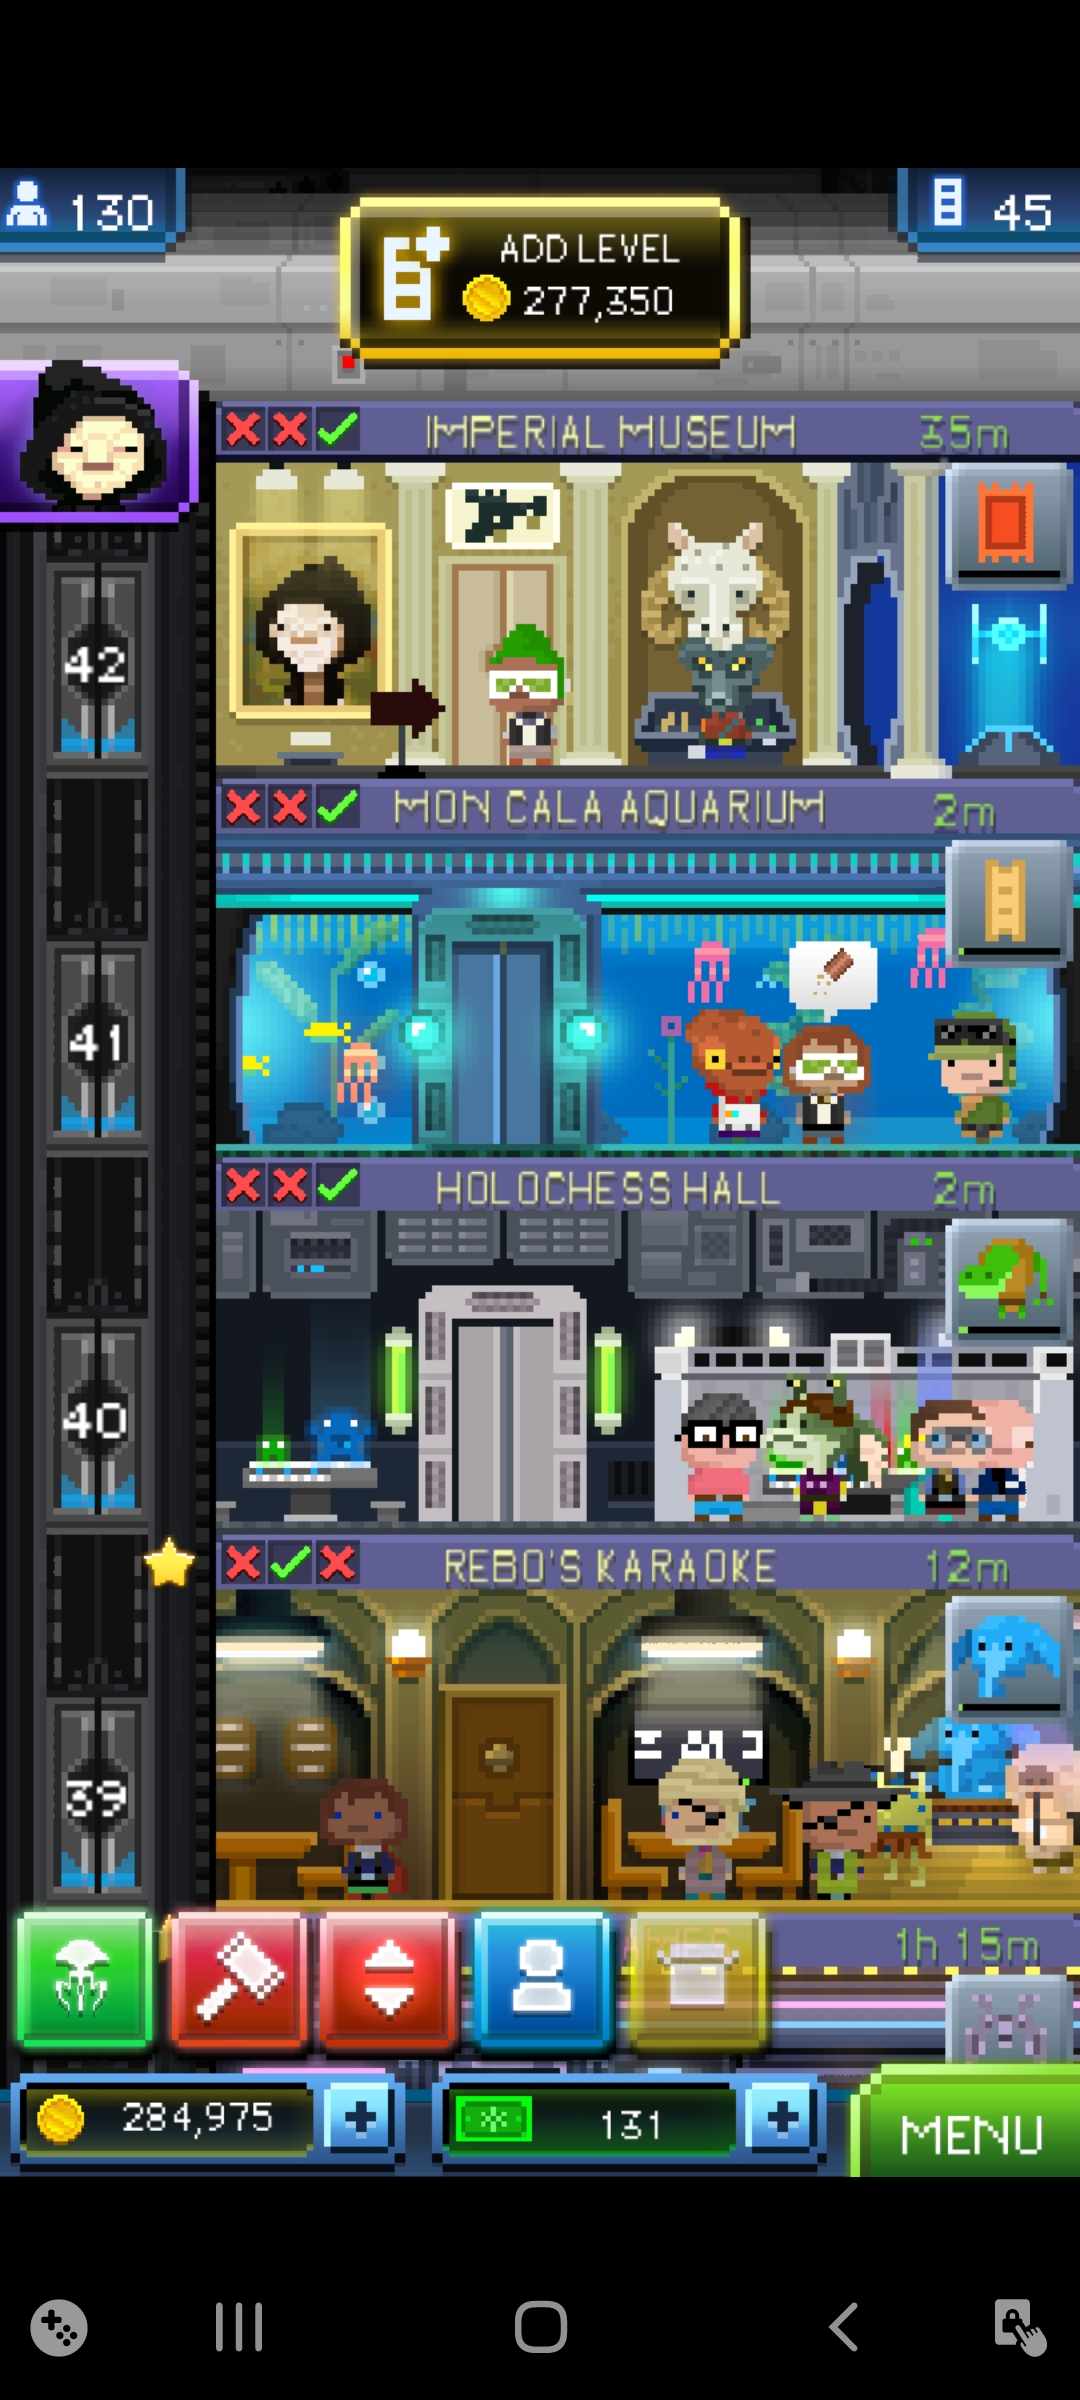 130
ADD LEVEL
277,350
45
IMPERIAL MUSEUM 35m
42
MON CALA AQUARIUM 2m
41
HOLOCHESS HALL 2m
40
REBO'S KARAOKE 12m
39
1h 15m
284,975
131
MENU